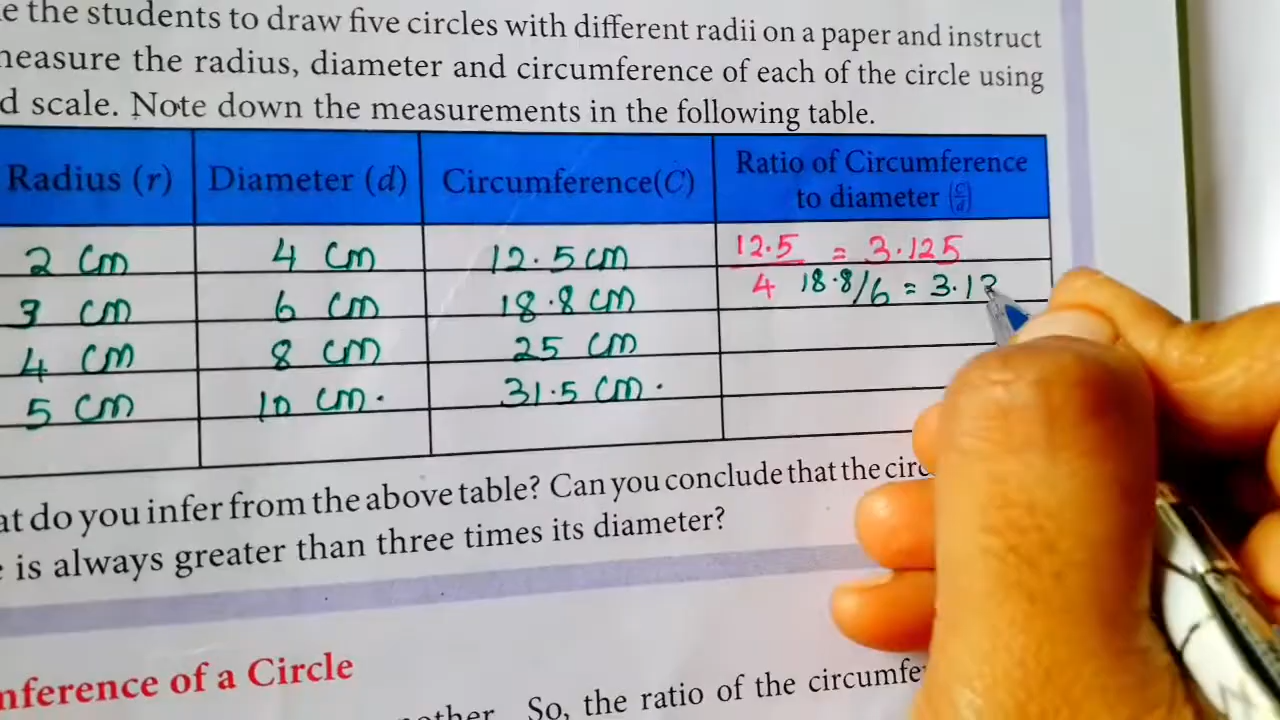 e the students to draw five circles with different radii on a paper and instruct
measure the radius, diameter and circumference of each of the circle using
d scale. Note down the measurements in the following table.
Radius (r) Diameter (d) Circumference(C) Ratio of Circumference to diameter (C/d)
2 cm 4 cm 12.5 cm 12.5/4 = 3.125
3 cm 6 cm 18.8 cm 18.8/6 = 3.13
4 cm 8 cm 25 cm
5 cm 10 cm. 31.5 cm.
at do you infer from the above table? Can you conclude that the circ
e is always greater than three times its diameter?
nference of a Circle
nother. So, the ratio of the circumfe